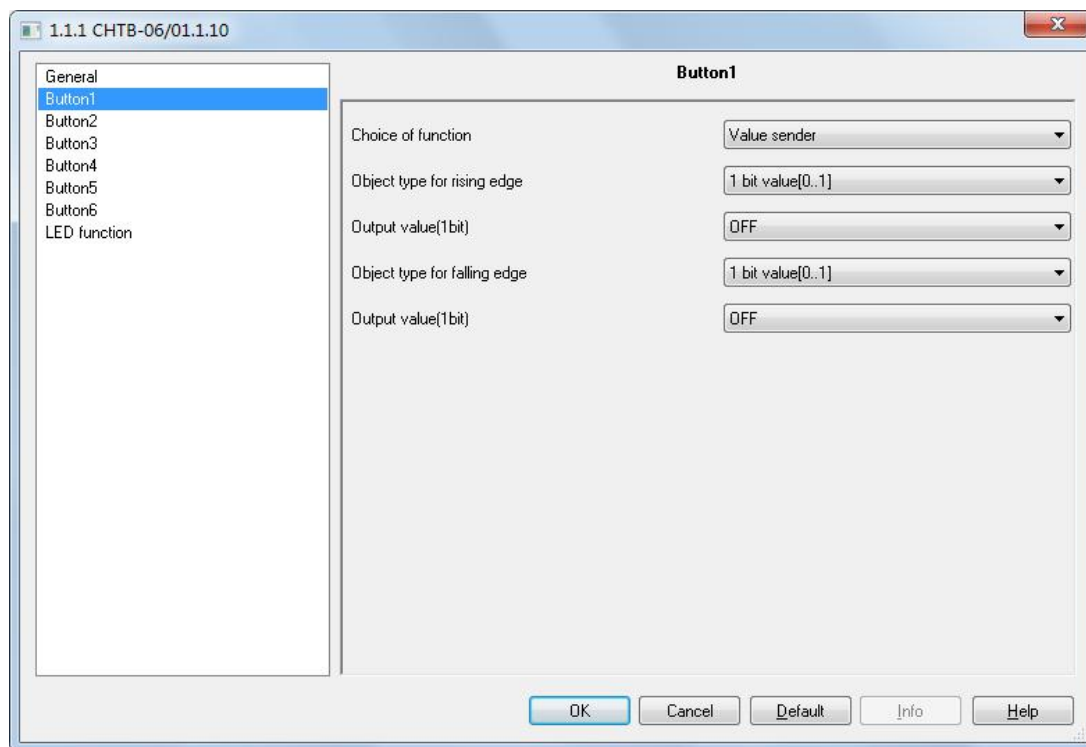 1.1.1 CHTB-06/01.1.10
General
Button1
Button2
Button3
Button4
Button5
Button6
LED function
Button1
Choice of function Value sender
Object type for rising edge 1 bit value[0..1]
Output value(1bit) OFF
Object type for falling edge 1 bit value[0..1]
Output value(1bit) OFF
OK Cancel Default Info Help